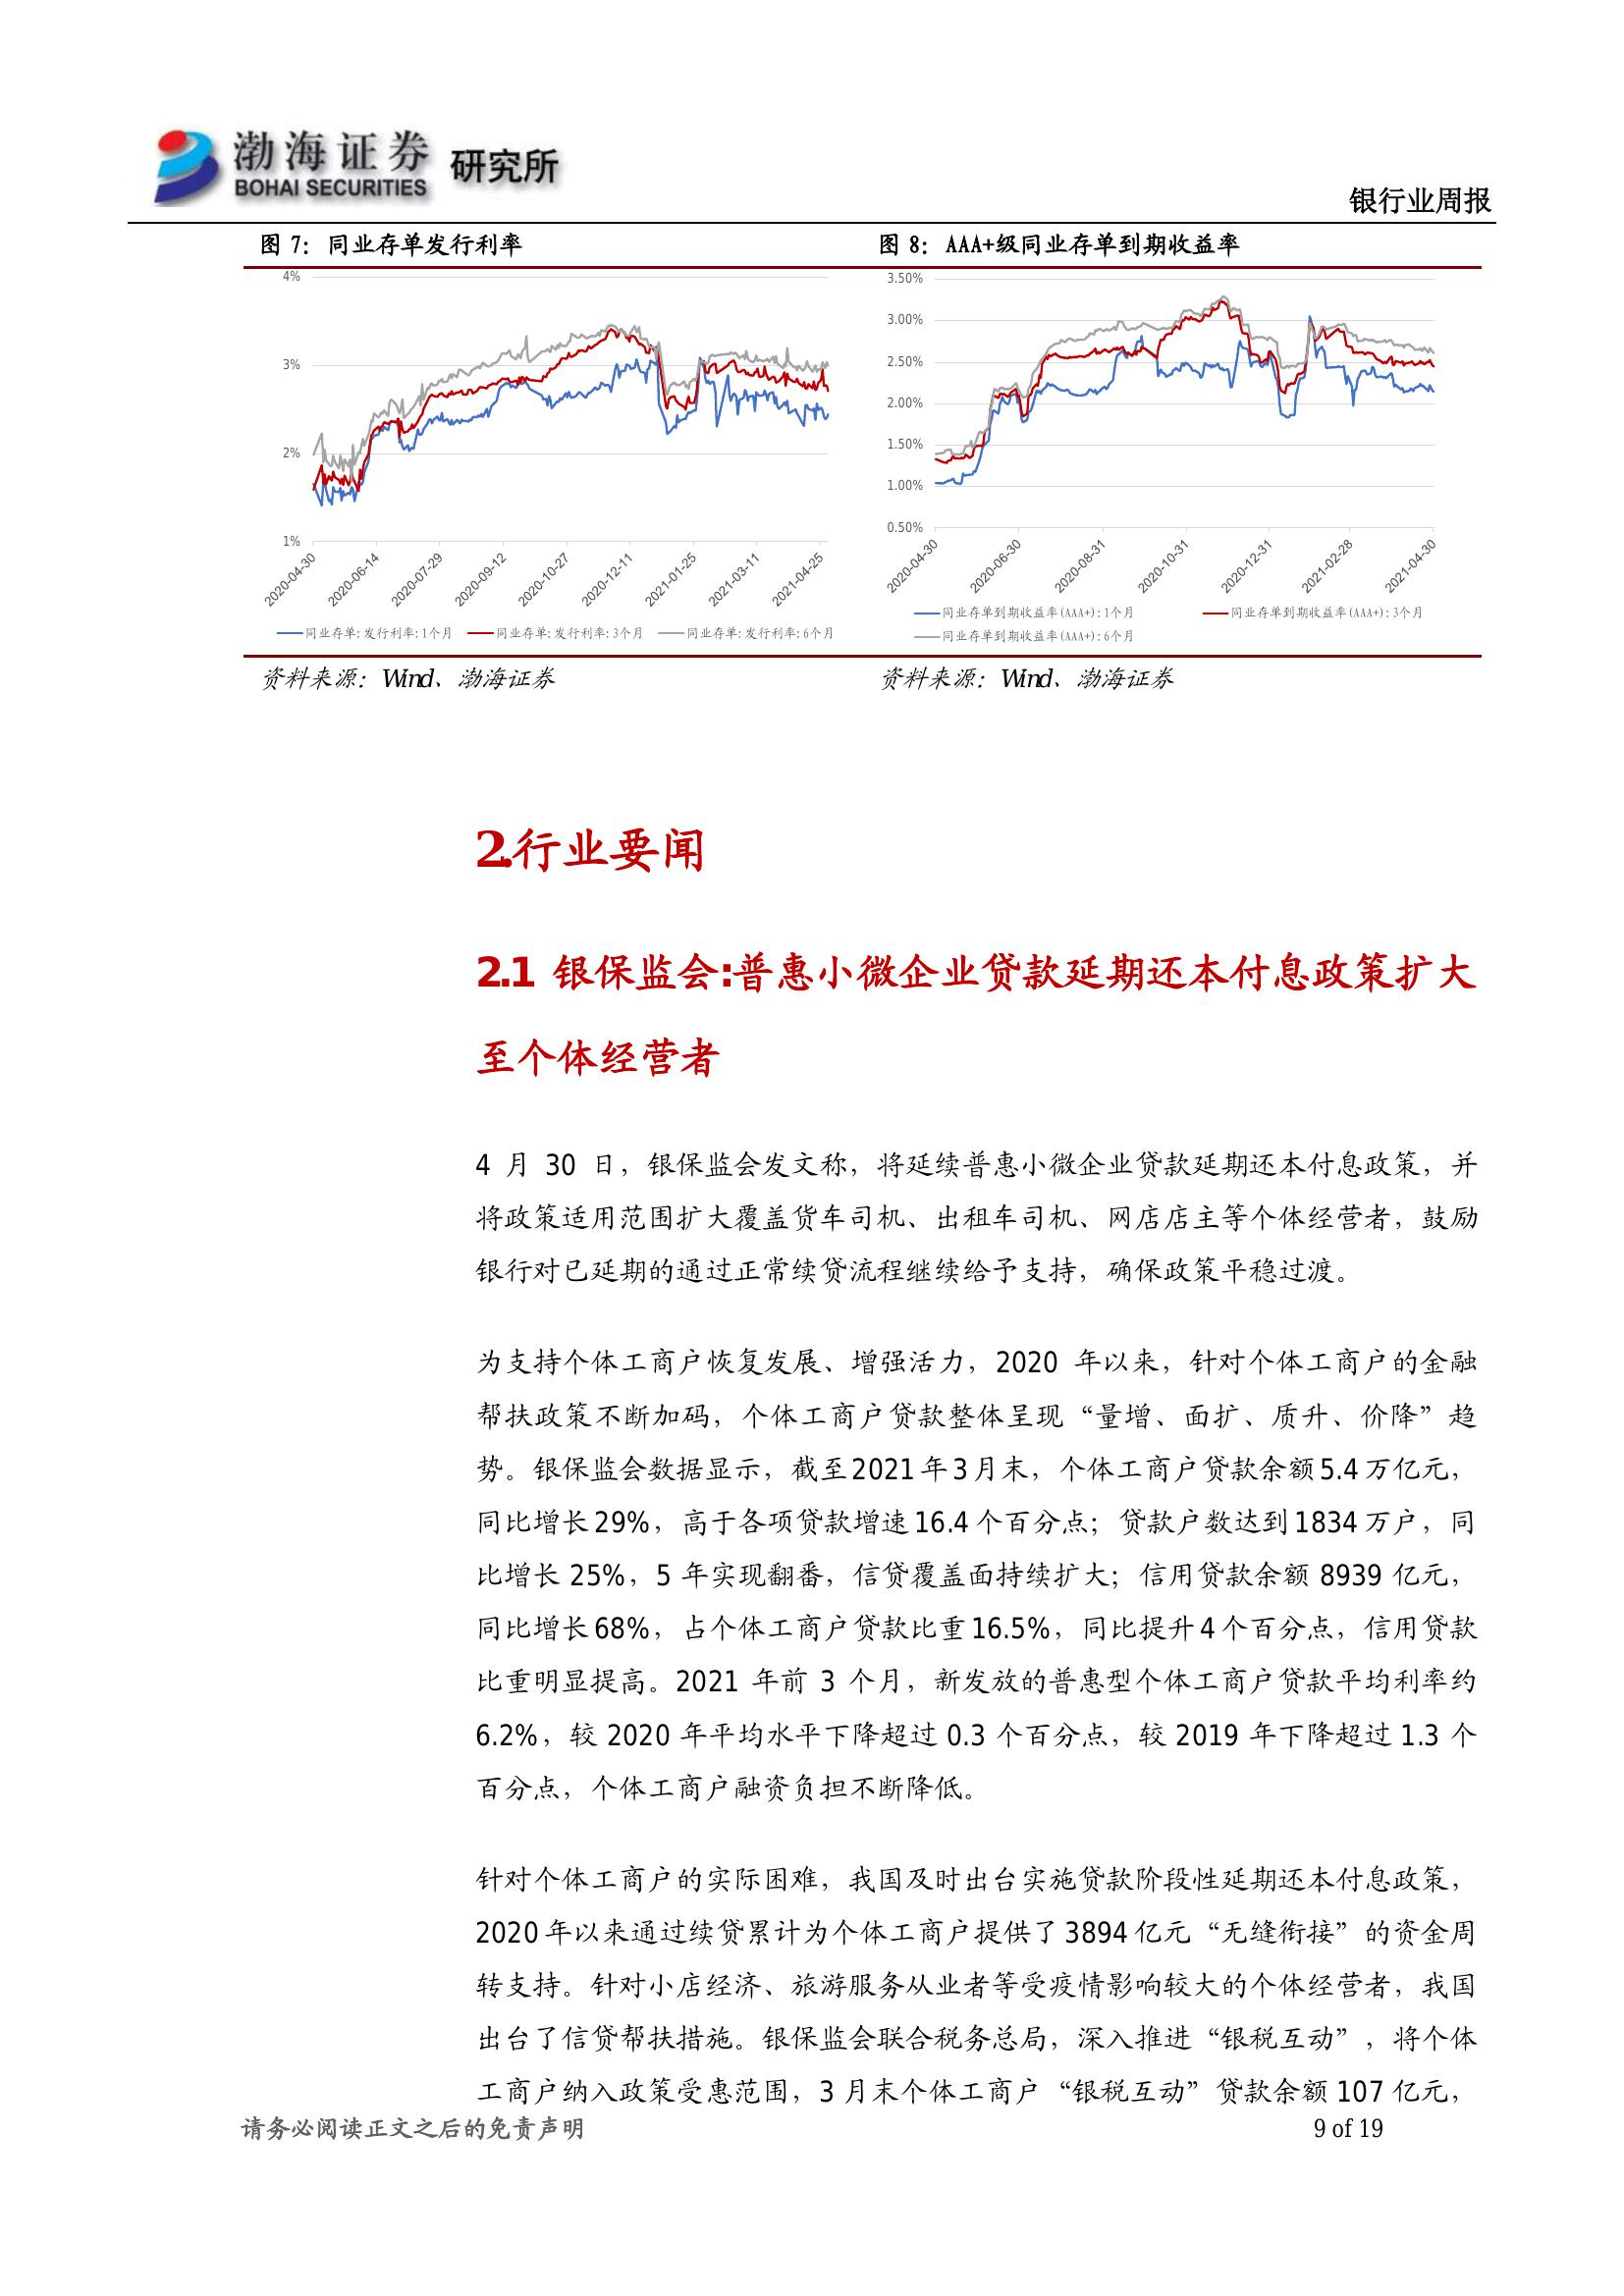 渤海证券 研究所
BOHAI SECURITIES
银行业周报
图 7：同业存单发行利率
4%
3%
2%
1%
2020-04-30
2020-06-14
2020-07-29
2020-09-12
2020-10-27
2020-12-11
2021-01-25
2021-03-11
2021-04-25
同业存单:发行利率:1个月
同业存单:发行利率:3个月
同业存单:发行利率:6个月
资料来源：Wind、渤海证券
图 8：AAA+级同业存单到期收益率
3.50%
3.00%
2.50%
2.00%
1.50%
1.00%
0.50%
2020-04-30
2020-06-30
2020-08-31
2020-10-31
2020-12-31
2021-02-28
2021-04-30
同业存单到期收益率(AAA+):1个月
同业存单到期收益率(AAA+):3个月
同业存单到期收益率(AAA+):6个月
资料来源：Wind、渤海证券
2.行业要闻
2.1 银保监会:普惠小微企业贷款延期还本付息政策扩大
至个体经营者
4 月 30 日，银保监会发文称，将延续普惠小微企业贷款延期还本付息政策，并
将政策适用范围扩大覆盖货车司机、出租车司机、网店店主等个体经营者，鼓励
银行对已延期的通过正常续贷流程继续给予支持，确保政策平稳过渡。
为支持个体工商户恢复发展、增强活力，2020 年以来，针对个体工商户的金融
帮扶政策不断加码，个体工商户贷款整体呈现“量增、面扩、质升、价降”趋
势。银保监会数据显示，截至2021年3月末，个体工商户贷款余额5.4万亿元，
同比增长29%，高于各项贷款增速16.4个百分点；贷款户数达到1834万户，同
比增长 25%，5 年实现翻番，信贷覆盖面持续扩大；信用贷款余额 8939 亿元，
同比增长68%，占个体工商户贷款比重16.5%，同比提升4个百分点，信用贷款
比重明显提高。2021 年前 3 个月，新发放的普惠型个体工商户贷款平均利率约
6.2%，较 2020 年平均水平下降超过 0.3 个百分点，较 2019 年下降超过 1.3 个
百分点，个体工商户融资负担不断降低。
针对个体工商户的实际困难，我国及时出台实施贷款阶段性延期还本付息政策，
2020年以来通过续贷累计为个体工商户提供了3894亿元“无缝衔接”的资金周
转支持。针对小店经济、旅游服务从业者等受疫情影响较大的个体经营者，我国
出台了信贷帮扶措施。银保监会联合税务总局，深入推进“银税互动”，将个体
工商户纳入政策受惠范围，3 月末个体工商户“银税互动”贷款余额 107 亿元，
请务必阅读正文之后的免责声明
9 of 19